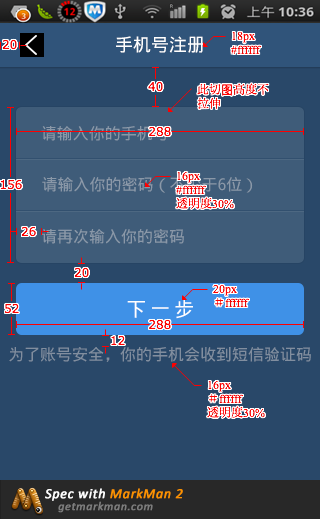 3
12
上午 10:36
20
手机号注册
18px
#ffffff
40
此切图高度不
拉伸
请输入你的手机号
288
156
请输入你的密码（不少于6位）
16px
#ffffff
透明度30%
26
请再次输入你的密码
20
52
下一步
20px
# ffffff
288
12
为了账号安全，你的手机会收到短信验证码
16px
# ffffff
透明度30%
Spec with MarkMan 2
getmarkman.com